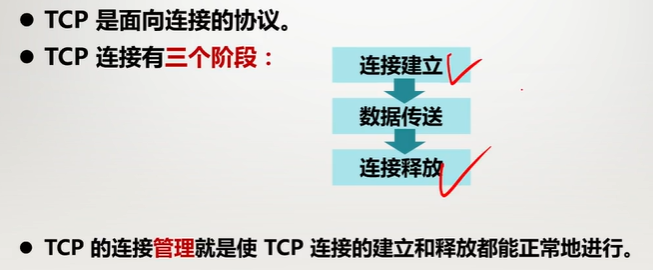 ● TCP 是面向连接的协议。
● TCP 连接有三个阶段：
连接建立
数据传送
连接释放
● TCP 的连接管理就是使 TCP 连接的建立和释放都能正常地进行。